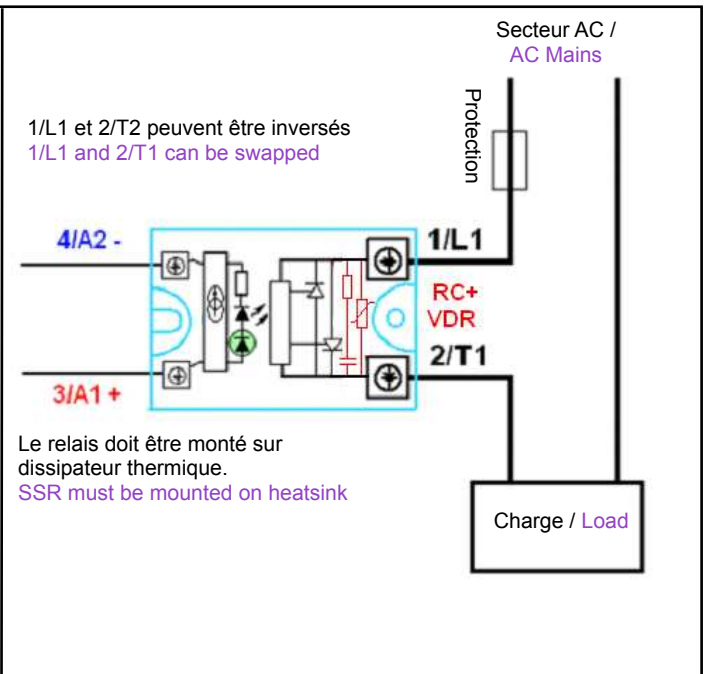 Secteur AC /
AC Mains
Protection
1/L1 et 2/T2 peuvent être inversés
1/L1 and 2/T1 can be swapped
4/A2 -
1/L1
RC+
VDR
2/T1
3/A1 +
Le relais doit être monté sur
dissipateur thermique.
SSR must be mounted on heatsink
Charge / Load